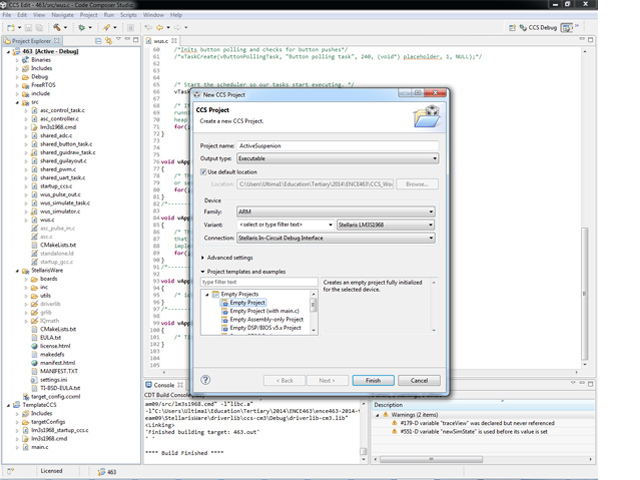 CCS Edit - 463/src/wus.c - Code Composer Studio
File Edit View Navigate Project Run Scripts Window Help
CCS Debug
Project Explorer
463 [Active - Debug]
Binaries
Includes
Debug
FreeRTOS
include
src
asc_control_task.c
asc_controller.c
lm3s1968.cmd
shared_adc.c
shared_button_task.c
shared_guidraw_task.c
shared_guilayout.c
shared_pwm.c
shared_uart_task.c
startup_ccs.c
wus_pulse_out.c
wus_simulator_task.c
wus_simulator.c
wus.c
asc_pulse_in.c
asc.c
CMakeLists.txt
standalone.ld
startup_gcc.c
StellarisWare
boards
inc
utils
driverlib
grlib
IQmath
CMakeLists.txt
EULA.txt
license.html
makedefs
manifest.html
MANIFEST.TXT
settings.ini
TI-BSD-EULA.txt
target_config.ccxml
TemplateCCS
Includes
targetConfigs
lm3s1968_startup_ccs.c
lm3s1968.cmd
main.c
wus.c
/*Inits button polling and checks for button pushes*/
/*xTaskCreate(vButtonPollingTask, "Button polling task", 240, (void*) placeholder, 1, NULL);*/
/* Start the scheduler so our tasks start executing. */
New CCS Project
CCS Project
Create a new CCS Project.
Project name: ActiveSuspenion
Output type: Executable
Use default location
Location: C:\Users\Ultima1\Education\Tertiary\2014\ENCE463\CCS_Wor Browse...
Device
Family: ARM
Variant: <select or type filter text> Stellaris LM3S1968
Connection: Stellaris In-Circuit Debug Interface
Advanced settings
Project templates and examples
type filter text
Creates an empty project fully initialized for the selected device.
Empty Projects
Empty Project
Empty Project (with main.c)
Empty Assembly-only Project
Empty DSP/BIOS v5.x Project
< Back Next > Finish Cancel
Console
CDT Build Console
am09/src/lm3s1968.cmd" -l"libc.a"
-l"C:\Users\Ultima1\Education\Tertiary\2014\ENCE463\ence463-2014-t
eam09\StellarisWare\driverlib\ccs-cm3\Debug\driverlib-cm3.lib"
<Linking>
'Finished building target: 463.out'
' '
**** Build Finished ****
Description
Warnings (2 items)
#179-D variable "traceView" was declared but never referenced
#551-D variable "newSimState" is used before its value is set
Licensed
463